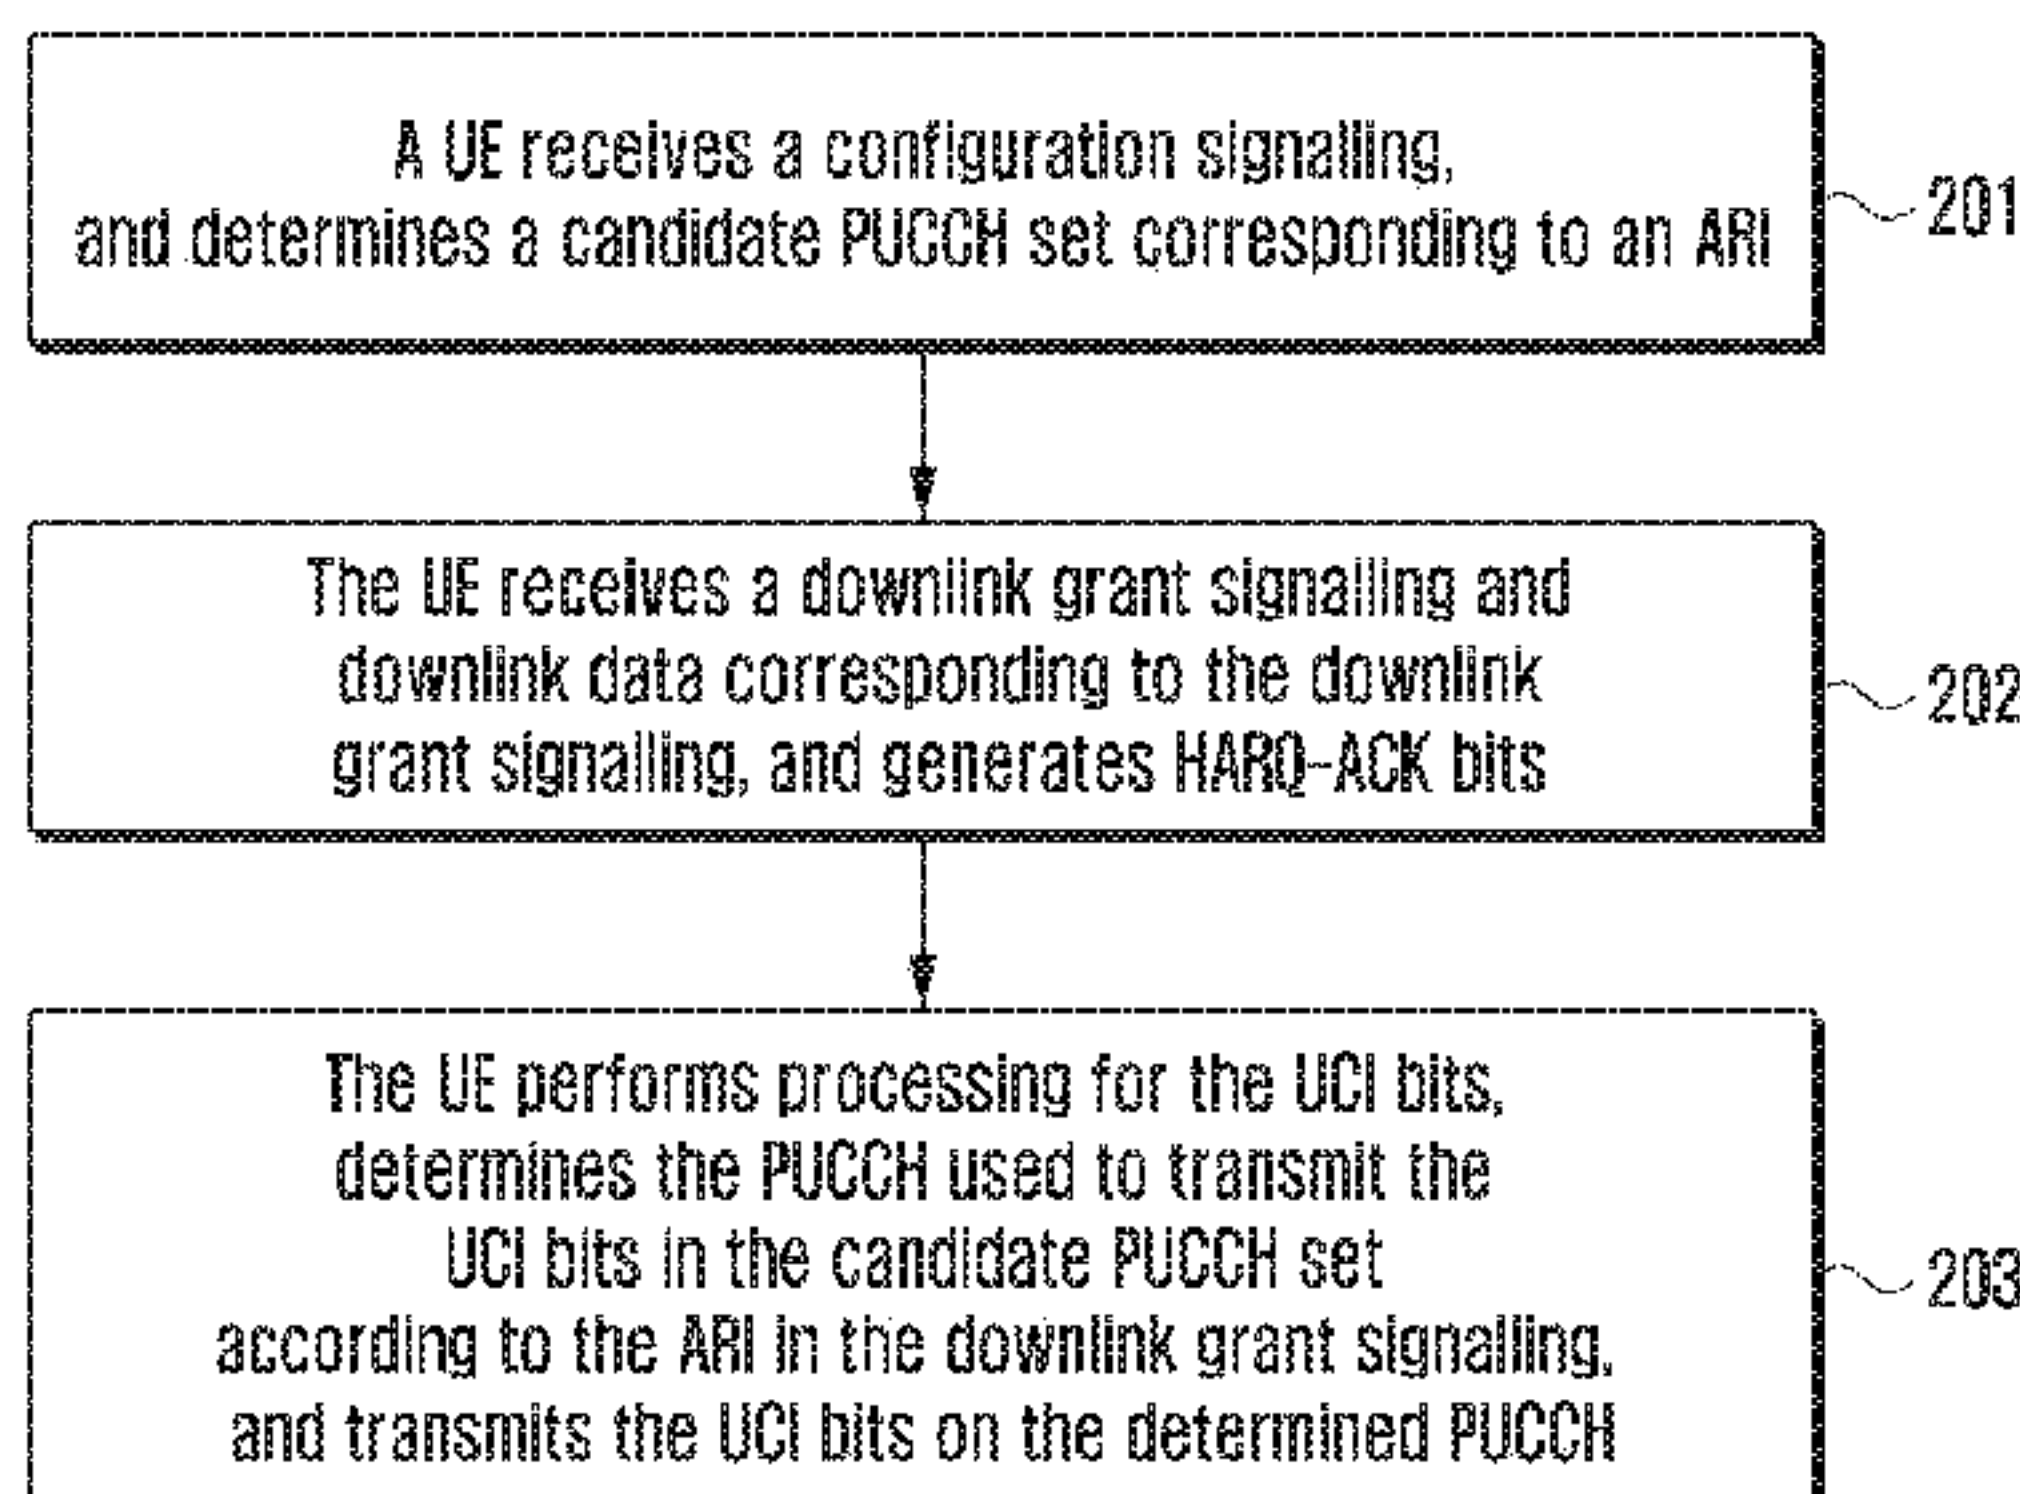 A UE receives a configuration signalling,
and determines a candidate PUCCH set corresponding to an ARI
201
The UE receives a downlink grant signalling and
downlink data corresponding to the downlink
grant signalling, and generates HARQ-ACK bits
202
The UE performs processing for the UCI bits,
determines the PUCCH used to transmit the
UCI bits in the candidate PUCCH set
according to the ARI in the downlink grant signalling,
and transmits the UCI bits on the determined PUCCH
203